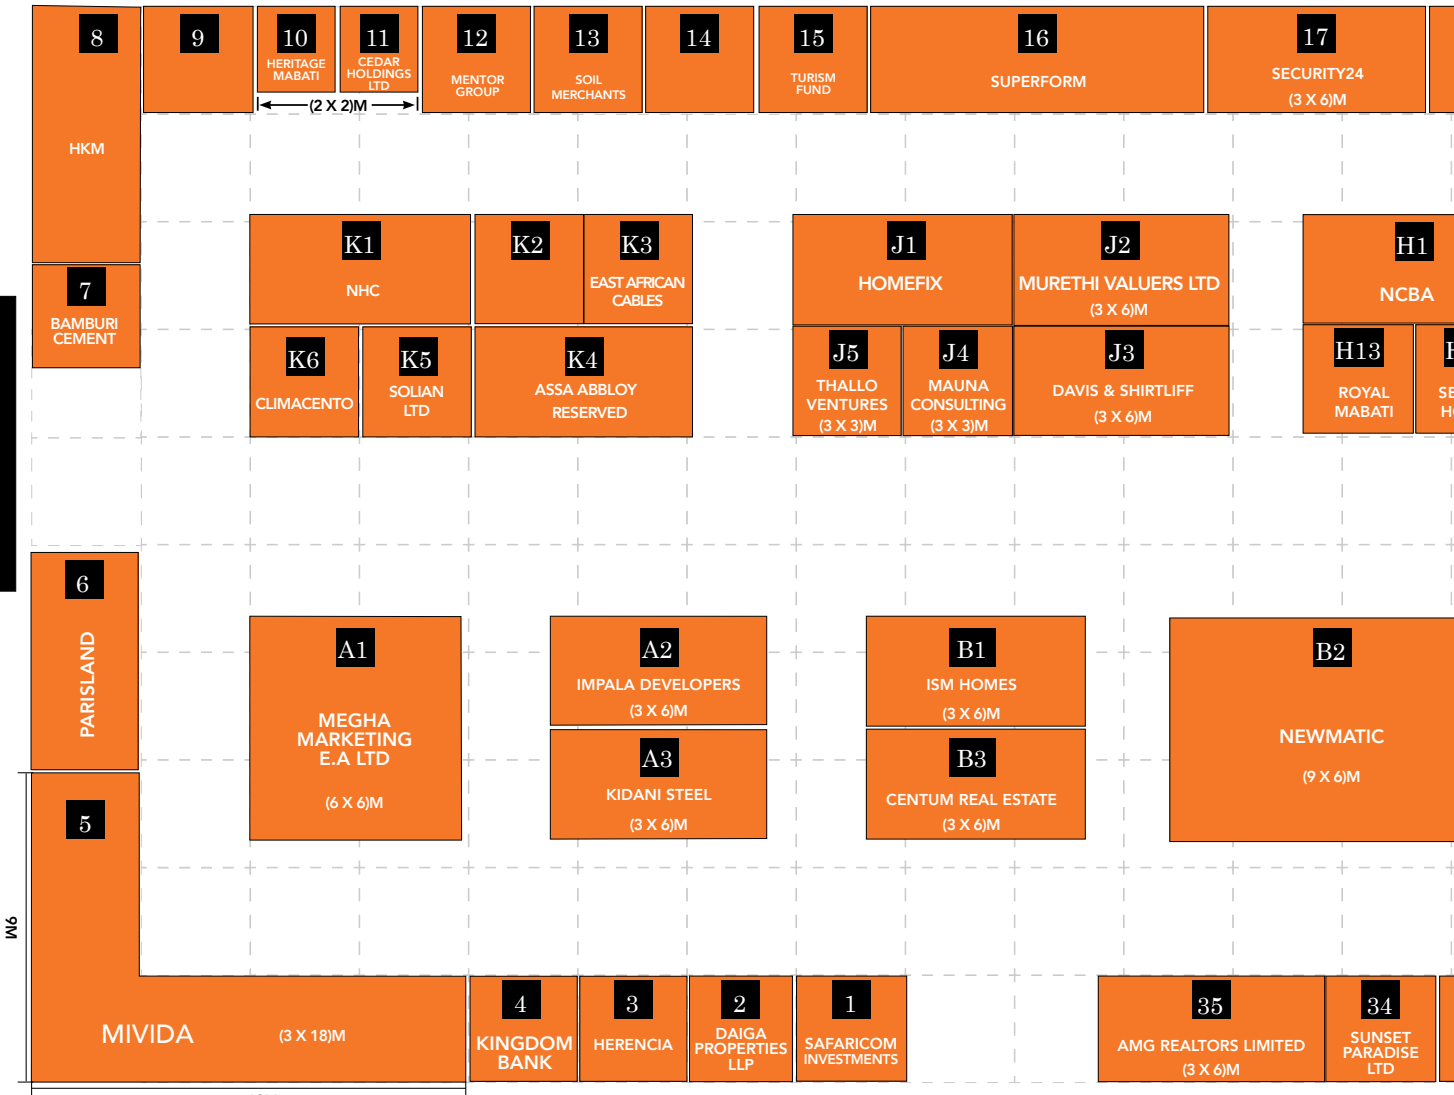 8
HKM
9
10
HERITAGE
MABATI
11
CEDAR
HOLDINGS
LTD
(2 X 2)M
12
MENTOR
GROUP
13
SOIL
MERCHANTS
14
15
TURISM
FUND
16
SUPERFORM
17
SECURITY24
(3 X 6)M
7
BAMBURI
CEMENT
K1
NHC
K2
K3
EAST AFRICAN
CABLES
K6
CLIMACENTO
K5
SOLIAN
LTD
K4
ASSA ABBLOY
RESERVED
J1
HOMEFIX
J2
MURETHI VALUERS LTD
(3 X 6)M
J5
THALLO
VENTURES
(3 X 3)M
J4
MAUNA
CONSULTING
(3 X 3)M
J3
DAVIS & SHIRTLIFF
(3 X 6)M
H1
NCBA
H13
ROYAL
MABATI
6
PARISLAND
A1
MEGHA
MARKETING
E.A LTD
(6 X 6)M
A2
IMPALA DEVELOPERS
(3 X 6)M
A3
KIDANI STEEL
(3 X 6)M
B1
ISM HOMES
(3 X 6)M
B3
CENTUM REAL ESTATE
(3 X 6)M
B2
NEWMATIC
(9 X 6)M
5
9M
MIVIDA
(3 X 18)M
4
KINGDOM
BANK
3
HERENCIA
2
DAIGA
PROPERTIES
LLP
1
SAFARICOM
INVESTMENTS
35
AMG REALTORS LIMITED
(3 X 6)M
34
SUNSET
PARADISE
LTD